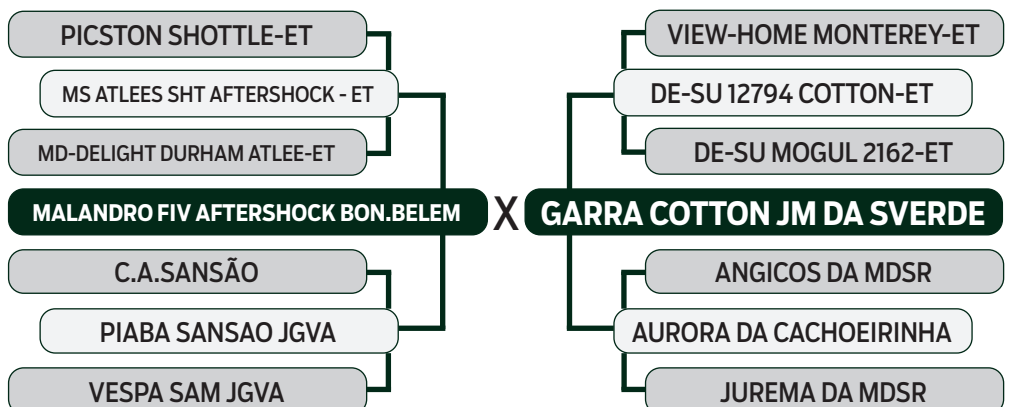 PICSTON SHOTTLE-ET
MS ATLEES SHT AFTERSHOCK - ET
MD-DELIGHT DURHAM ATLEE-ET
MALANDRO FIV AFTERSHOCK BON.BELEM
C.A.SANSÃO
PIABA SANSAO JGVA
VESPA SAM JGVA
X
VIEW-HOME MONTEREY-ET
DE-SU 12794 COTTON-ET
DE-SU MOGUL 2162-ET
GARRA COTTON JM DA SVERDE
ANGICOS DA MDSR
AURORA DA CACHOEIRINHA
JUREMA DA MDSR